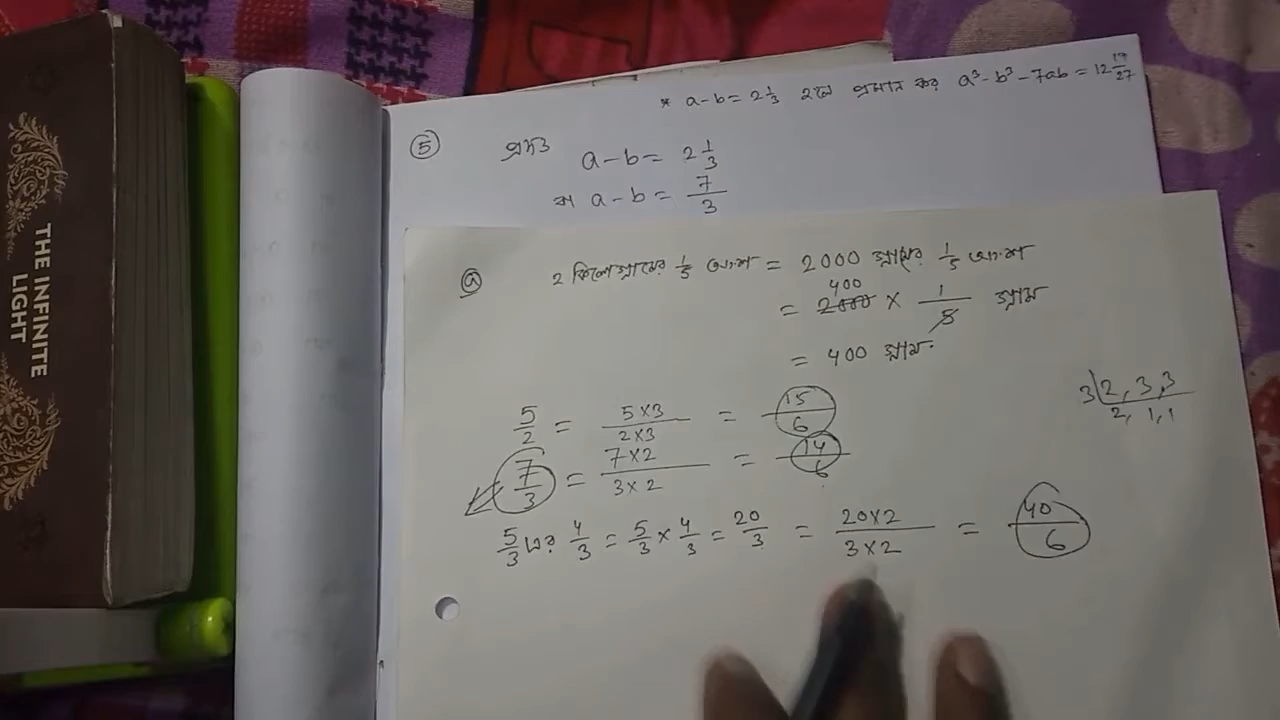 THE INFINITE
LIGHT
* a-b = 2 1/3 হলে প্রমান কর a³-b³-7ab = 12 17/27
⑤ প্রদত্ত a-b = 2 1/3
বা a-b = 7/3
ⓐ 2 কিলোগ্রামের 1/5 অংশ = 2000 গ্রামের 1/5 অংশ
400
= 2000 × 1/5 গ্রাম
= 400 গ্রাম.
3) 2, 3, 3
2, 1, 1
5/2 = 5×3/2×3 = 15/6
7/3 = 7×2/3×2 = 14/6
5/3 এর 4/3 = 5/3 × 4/3 = 20/3 = 20×2/3×2 = 40/6